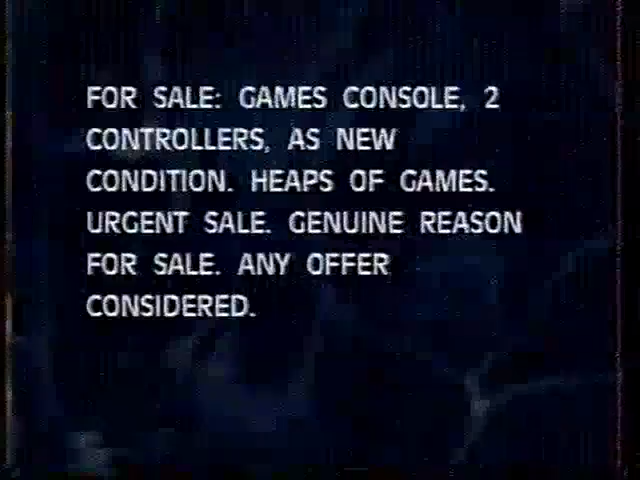 FOR SALE: GAMES CONSOLE, 2
CONTROLLERS, AS NEW
CONDITION. HEAPS OF GAMES.
URGENT SALE. GENUINE REASON
FOR SALE. ANY OFFER
CONSIDERED.